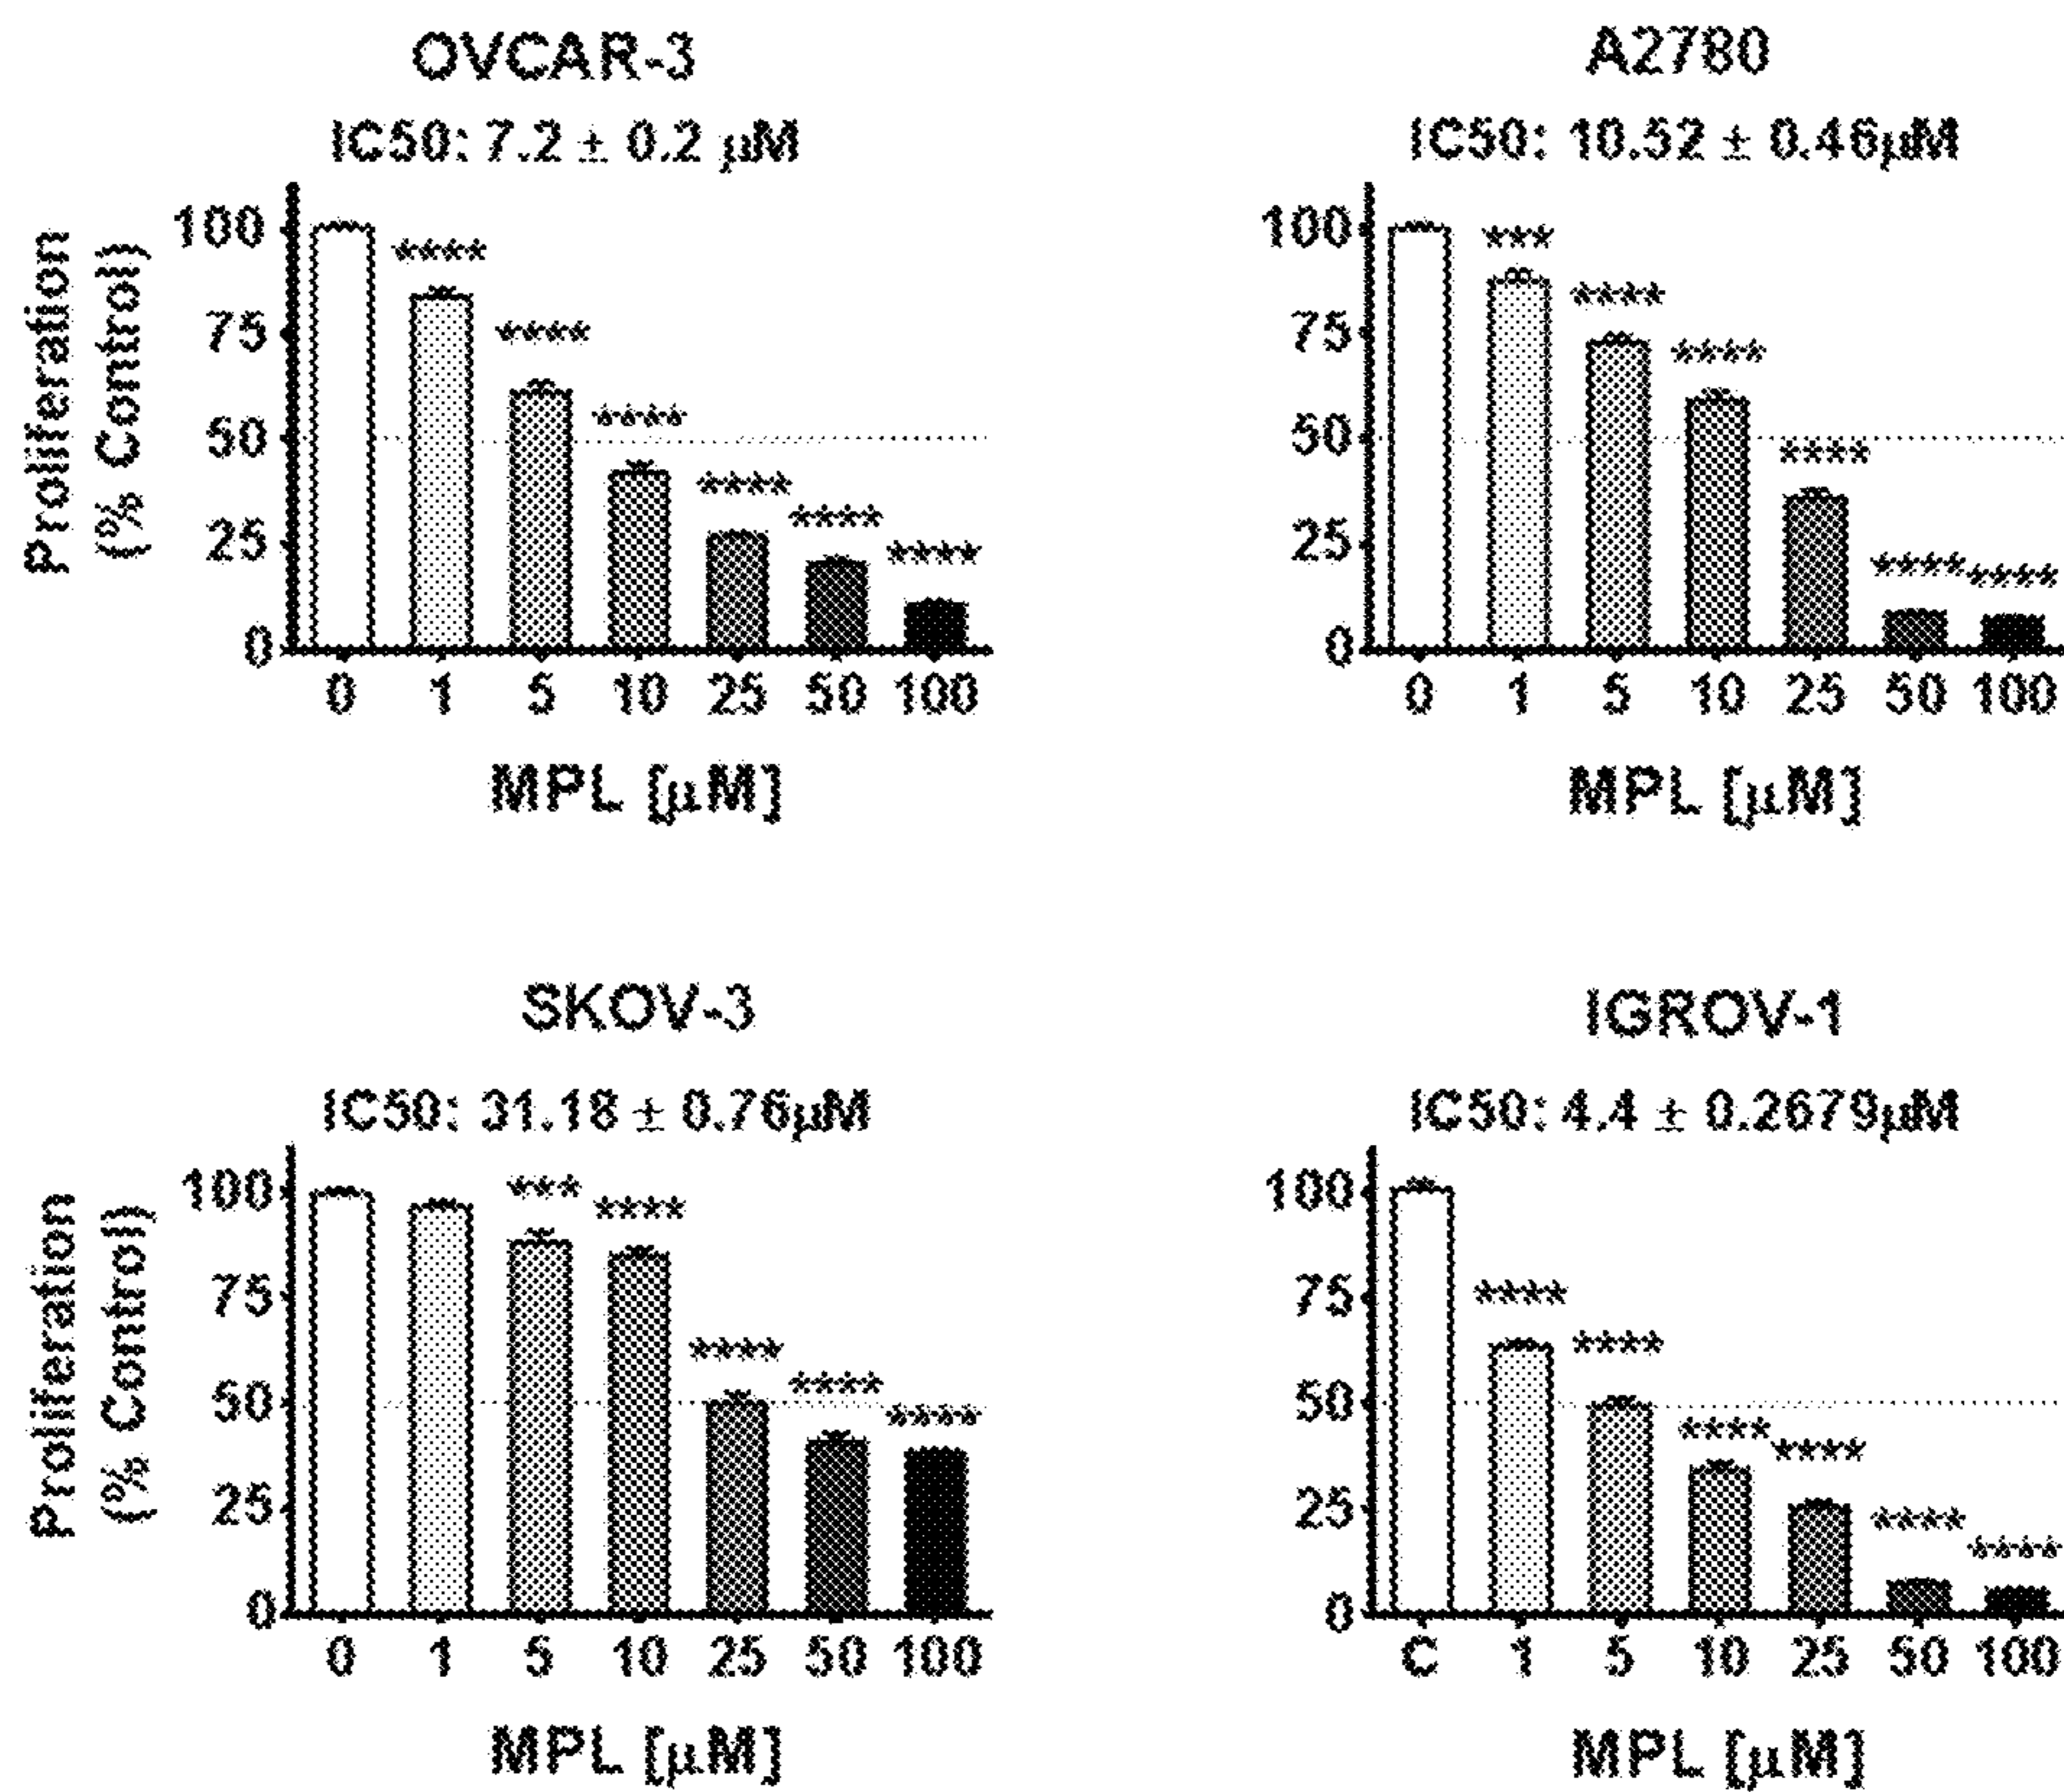 OVCAR-3
IC50: 7.2 ± 0.2 µM
Proliferation
(% Control)
100
****
75
****
50
****
****
25
****
****
0
0 1 5 10 25 50 100
MPL [µM]
A2780
IC50: 10.52 ± 0.46µM
100
***
****
75
****
50
****
25
****
****
0
0 1 5 10 25 50 100
MPL [µM]
SKOV-3
IC50: 31.18 ± 0.76µM
Proliferation
(% Control)
100
***
****
75
****
50
****
****
25
0
0 1 5 10 25 50 100
MPL [µM]
IGROV-1
IC50: 4.4 ± 0.2679µM
100
75
****
****
50
****
****
25
****
****
0
C 1 5 10 25 50 100
MPL [µM]